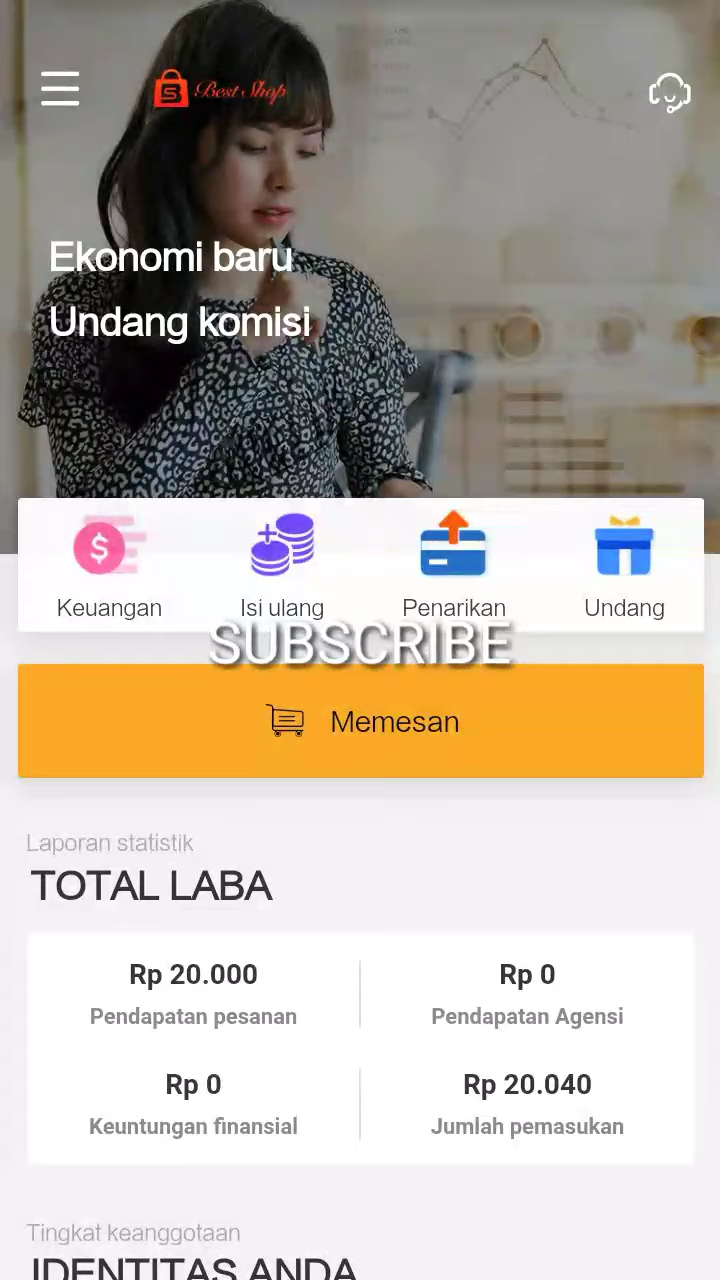 Best Shop
Ekonomi baru
Undang komisi
Keuangan
Isi ulang
Penarikan
Undang
SUBSCRIBE
Memesan
Laporan statistik
TOTAL LABA
Rp 20.000
Rp 0
Pendapatan pesanan
Pendapatan Agensi
Rp 0
Rp 20.040
Keuntungan finansial
Jumlah pemasukan
Tingkat keanggotaan
IDENTITAS ANDA